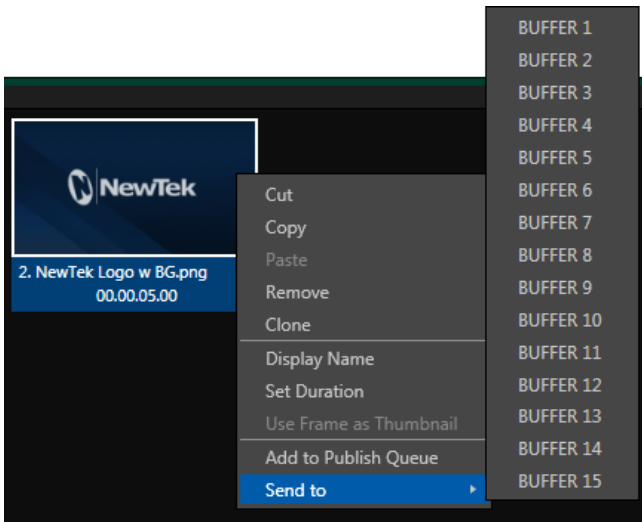 NewTek
2. NewTek Logo w BG.png
00.00.05.00
Cut
Copy
Paste
Remove
Clone
Display Name
Set Duration
Use Frame as Thumbnail
Add to Publish Queue
Send to
BUFFER 1
BUFFER 2
BUFFER 3
BUFFER 4
BUFFER 5
BUFFER 6
BUFFER 7
BUFFER 8
BUFFER 9
BUFFER 10
BUFFER 11
BUFFER 12
BUFFER 13
BUFFER 14
BUFFER 15